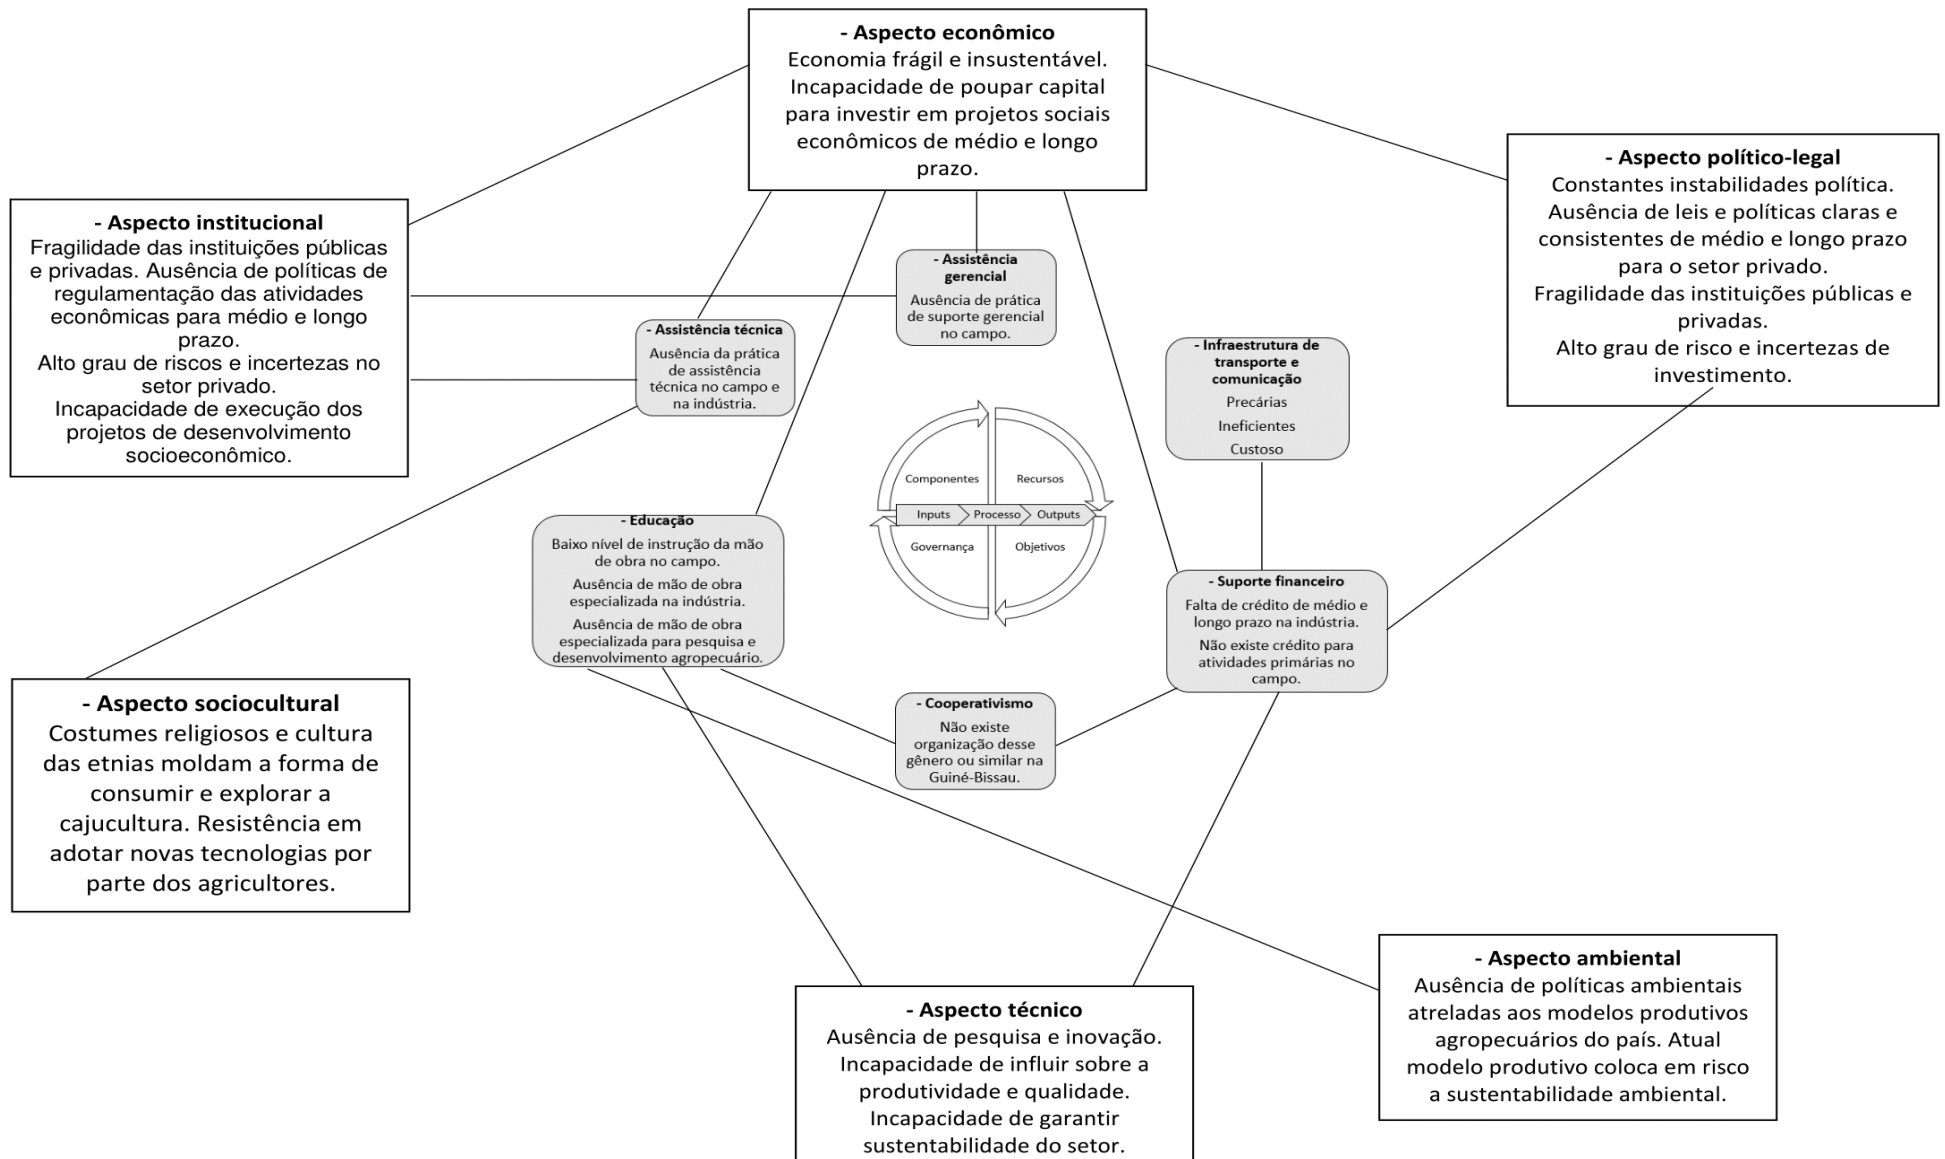 - Aspecto econômico
Economia frágil e insustentável.
Incapacidade de poupar capital
para investir em projetos sociais
econômicos de médio e longo
prazo.
- Aspecto político-legal
Constantes instabilidades política.
Ausência de leis e políticas claras e
consistentes de médio e longo prazo
para o setor privado.
Fragilidade das instituições públicas e
privadas.
Alto grau de risco e incertezas de
investimento.
- Aspecto institucional
Fragilidade das instituições públicas
e privadas. Ausência de políticas de
regulamentação das atividades
econômicas para médio e longo
prazo.
Alto grau de riscos e incertezas no
setor privado.
Incapacidade de execução dos
projetos de desenvolvimento
socioeconômico.
- Assistência
gerencial
Ausência de prática
de suporte gerencial
no campo.
- Assistência técnica
Ausência da prática
de assistência
técnica no campo e
na indústria.
- Infraestrutura de
transporte e
comunicação
Precárias
Ineficientes
Custoso
Componentes
Recursos
Inputs
Processo
Outputs
Governança
Objetivos
- Educação
Baixo nível de instrução da mão
de obra no campo.
Ausência de mão de obra
especializada na indústria.
Ausência de mão de obra
especializada para pesquisa e
desenvolvimento agropecuário.
- Suporte financeiro
Falta de crédito de médio e
longo prazo na indústria.
Não existe crédito para
atividades primárias no
campo.
- Cooperativismo
Não existe
organização desse
gênero ou similar na
Guiné-Bissau.
- Aspecto sociocultural
Costumes religiosos e cultura
das etnias moldam a forma de
consumir e explorar a
cajucultura. Resistência em
adotar novas tecnologias por
parte dos agricultores.
- Aspecto ambiental
Ausência de políticas ambientais
atreladas aos modelos produtivos
agropecuários do país. Atual
modelo produtivo coloca em risco
a sustentabilidade ambiental.
- Aspecto técnico
Ausência de pesquisa e inovação.
Incapacidade de influir sobre a
produtividade e qualidade.
Incapacidade de garantir
sustentabilidade do setor.